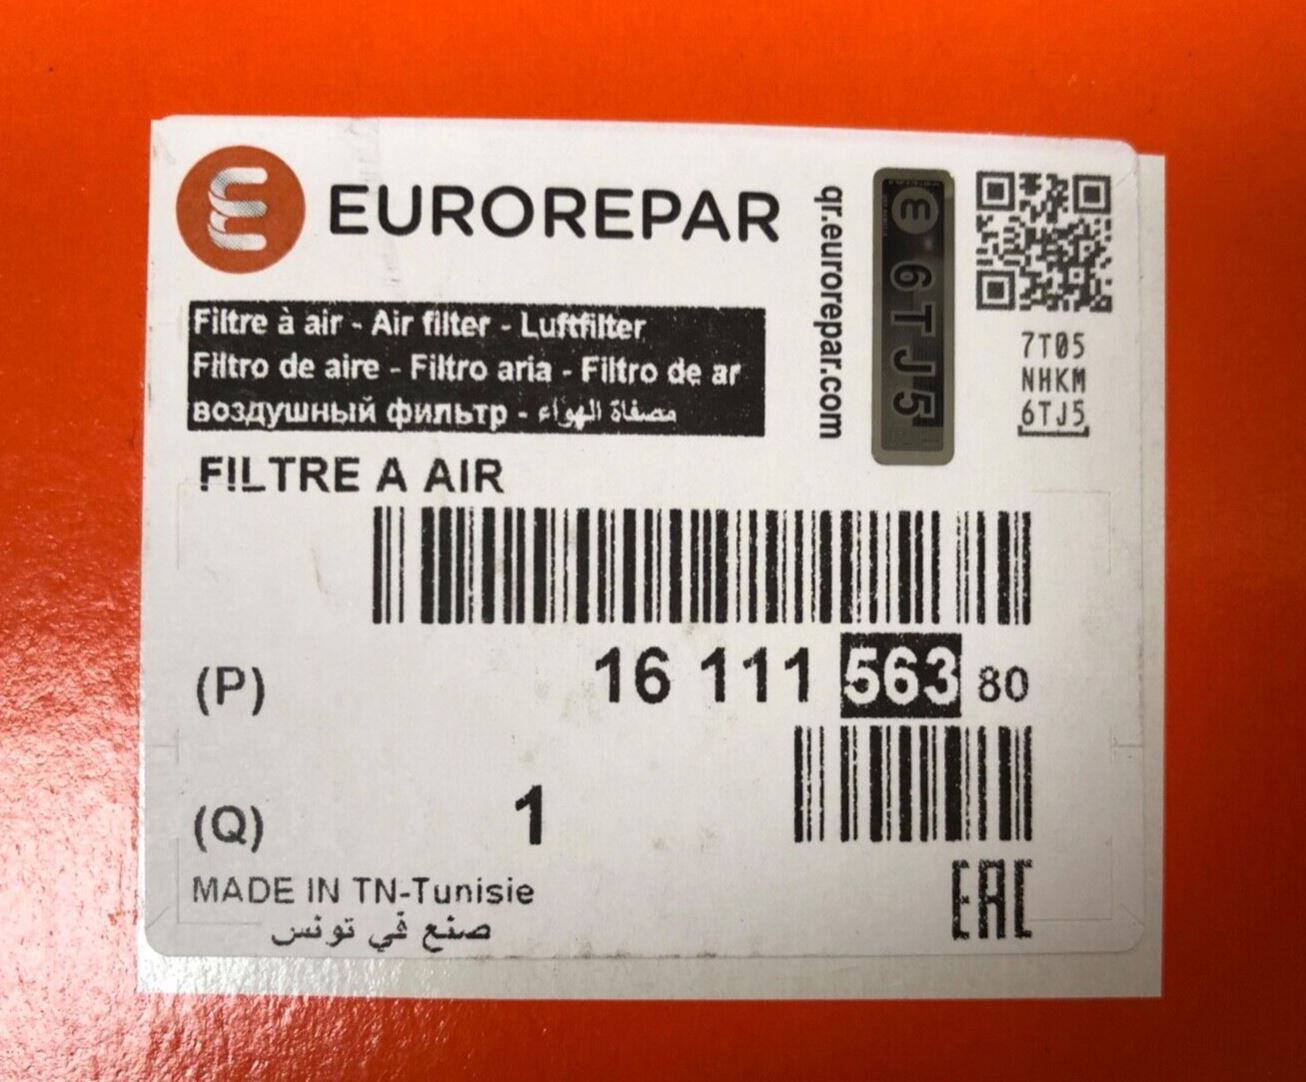 EUROREPAR
qr.eurorepar.com
6TJ5
7T05
NHKM
6TJ5
Filtre à air - Air filter - Luftfilter
Filtro de aire - Filtro aria - Filtro de ar
воздушный фильтр - مصفاة الهواء
FILTRE A AIR
(P) 16 111 563 80
(Q) 1
MADE IN TN-Tunisie
صنع في تونس
EAC